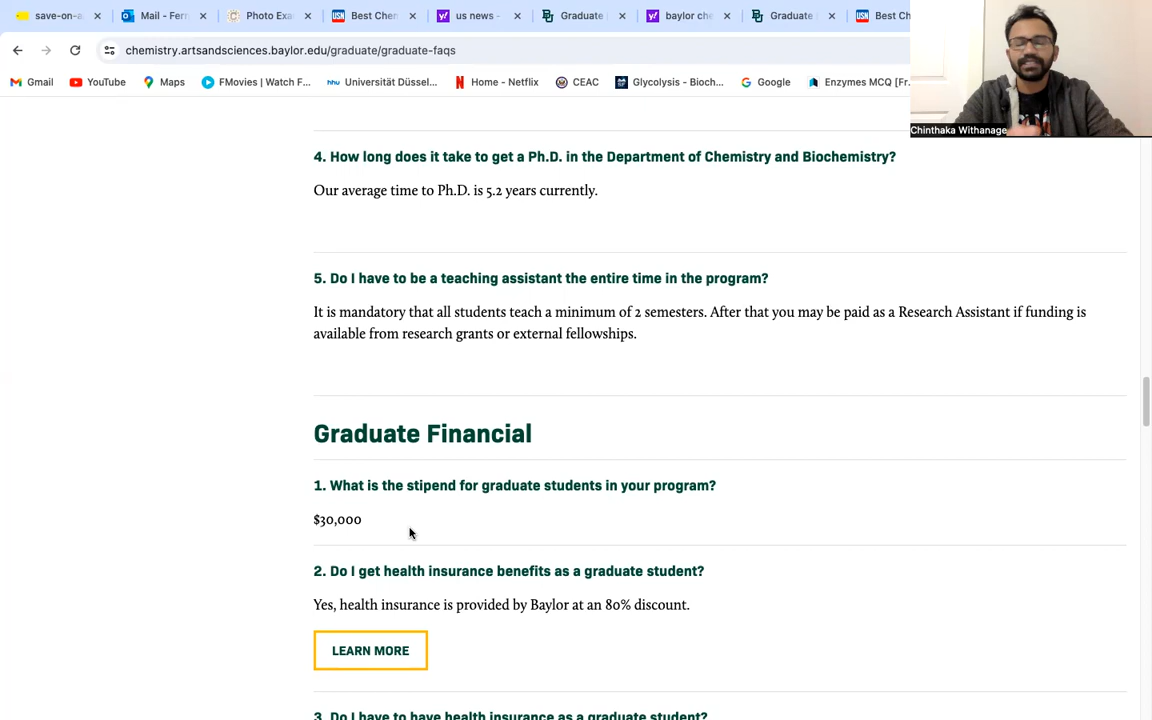 save-on-a
Mail - Fern
Photo Exa
Best Chem
us news -
Graduate
baylor che
Graduate
Best Ch
chemistry.artsandsciences.baylor.edu/graduate/graduate-faqs
Gmail
YouTube
Maps
FMovies | Watch F...
hhu
Universität Düssel...
Home - Netflix
CEAC
Glycolysis - Bioch...
Google
Enzymes MCQ [Fr.
Chinthaka Withanage
4. How long does it take to get a Ph.D. in the Department of Chemistry and Biochemistry?
Our average time to Ph.D. is 5.2 years currently.
5. Do I have to be a teaching assistant the entire time in the program?
It is mandatory that all students teach a minimum of 2 semesters. After that you may be paid as a Research Assistant if funding is
available from research grants or external fellowships.
Graduate Financial
1. What is the stipend for graduate students in your program?
$30,000
2. Do I get health insurance benefits as a graduate student?
Yes, health insurance is provided by Baylor at an 80% discount.
LEARN MORE
3. Do I have to have health insurance as a graduate student?